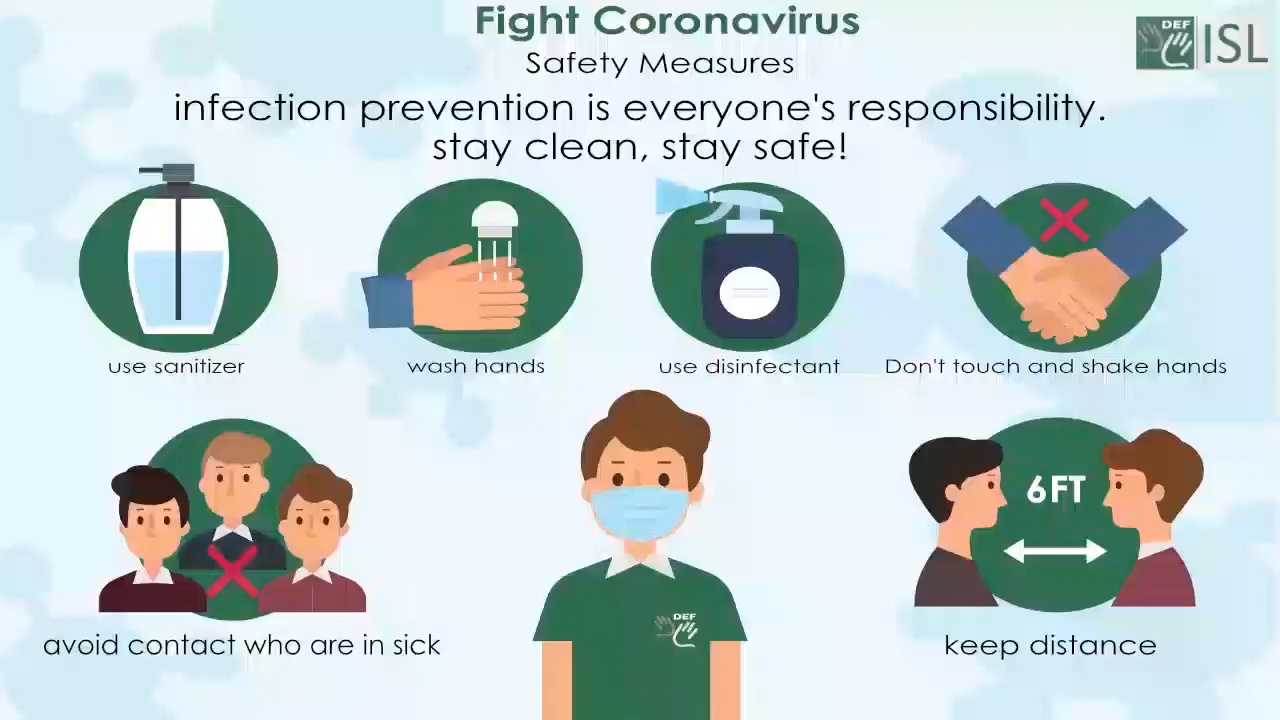 Fight Coronavirus
DEF
ISL
Safety Measures
infection prevention is everyone's responsibility.
stay clean, stay safe!
use sanitizer
wash hands
use disinfectant
Don't touch and shake hands
6FT
DEF
avoid contact who are in sick
keep distance